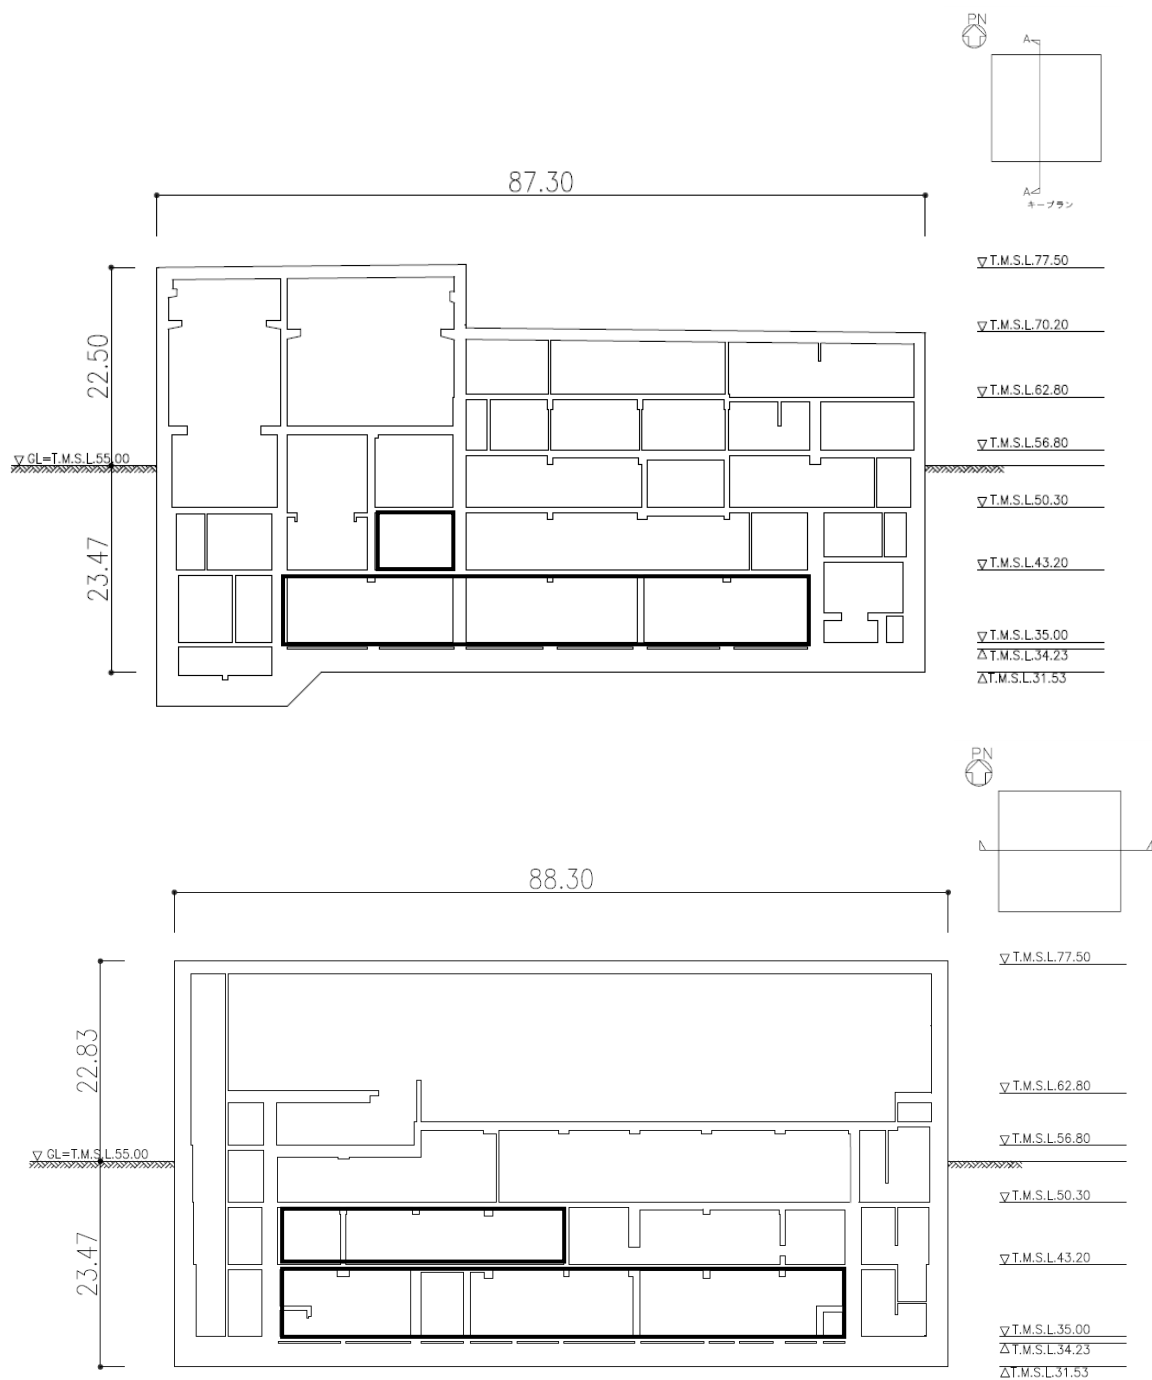 PN
A
A
キープラン
87.30
▽T.M.S.L.77.50
22.50
▽T.M.S.L.70.20
▽T.M.S.L.62.80
▽T.M.S.L.56.80
▽ GL=T.M.S.L.55.00
▽T.M.S.L.50.30
23.47
▽T.M.S.L.43.20
▽T.M.S.L.35.00
△T.M.S.L.34.23
△T.M.S.L.31.53
PN
88.30
▽T.M.S.L.77.50
22.83
▽T.M.S.L.62.80
▽T.M.S.L.56.80
▽ GL=T.M.S.L.55.00
▽T.M.S.L.50.30
23.47
▽T.M.S.L.43.20
▽T.M.S.L.35.00
△T.M.S.L.34.23
△T.M.S.L.31.53